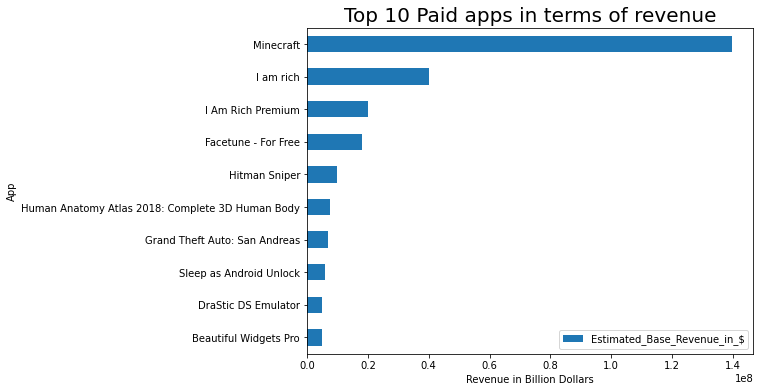 Top 10 Paid apps in terms of revenue
Minecraft
I am rich
I Am Rich Premium
Facetune - For Free
Hitman Sniper
Human Anatomy Atlas 2018: Complete 3D Human Body
Grand Theft Auto: San Andreas
Sleep as Android Unlock
DraStic DS Emulator
Beautiful Widgets Pro
App
Estimated_Base_Revenue_in_$
0.0 0.2 0.4 0.6 0.8 1.0 1.2 1.4
1e8
Revenue in Billion Dollars